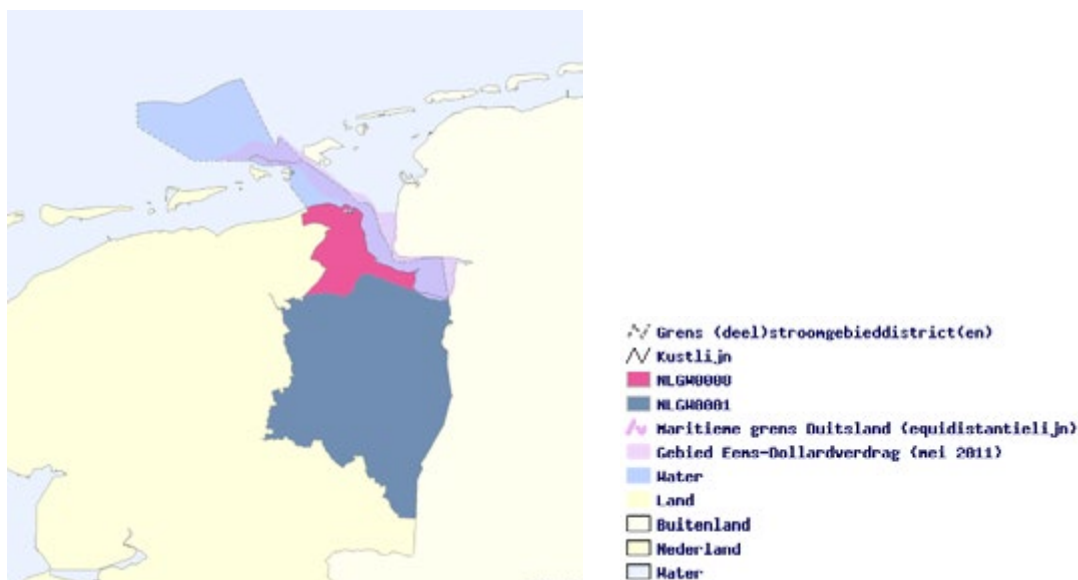 Grens (deel)stroomgebieddistrict(en)
Kustlijn
NLGW0008
NLGW0001
Maritieme grens Duitsland (equidistantielijn)
Gebied Eems-Dollardverdrag (mei 2011)
Water
Land
Buitenland
Nederland
Water